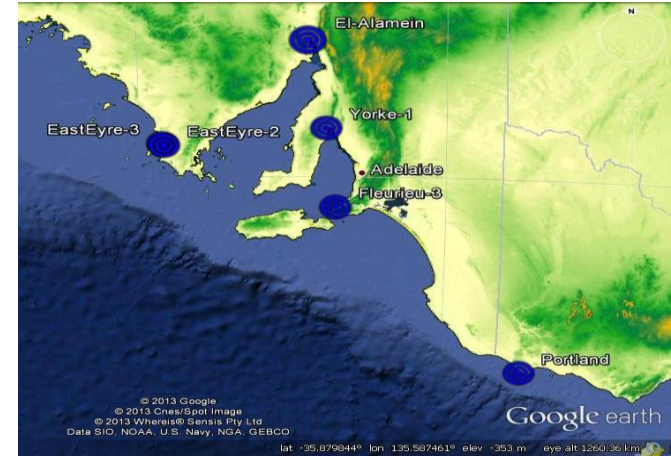 N
El-Alamein
Yorke-1
EastEyre-3 EastEyre-2
Adelaide
Fleurieu-3
Portland
© 2013 Google
© 2013 Cnes/Spot Image
© 2013 Whereis® Sensis Pty Ltd
Data SIO, NOAA, U.S. Navy, NGA, GEBCO
Google earth
lat -35.879844° lon 135.587461° elev -353 m eye alt 1260.36 km